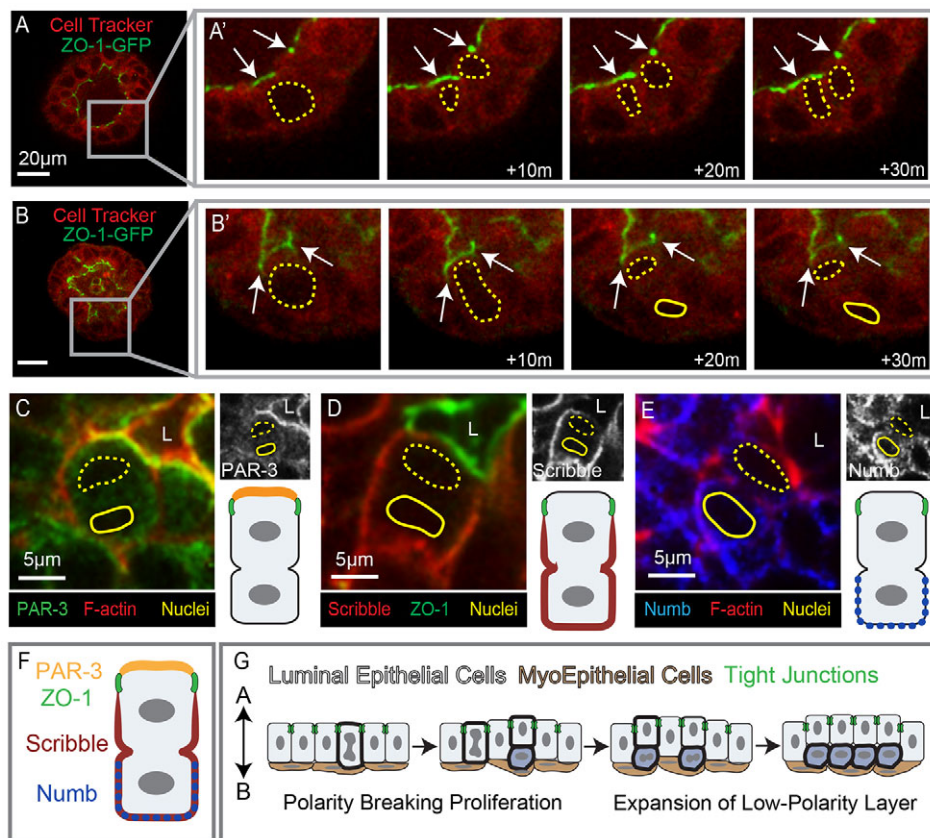 A
Cell Tracker
ZO-1-GFP
20µm
A'
+10m
+20m
+30m
B
Cell Tracker
ZO-1-GFP
B'
+10m
+20m
+30m
C
L
5µm
PAR-3 F-actin Nuclei
L
PAR-3
D
L
5µm
Scribble ZO-1 Nuclei
L
Scribble
E
L
5µm
Numb F-actin Nuclei
L
Numb
F
PAR-3
ZO-1
Scribble
Numb
G
Luminal Epithelial Cells MyoEpithelial Cells Tight Junctions
A
B
Polarity Breaking Proliferation
Expansion of Low-Polarity Layer